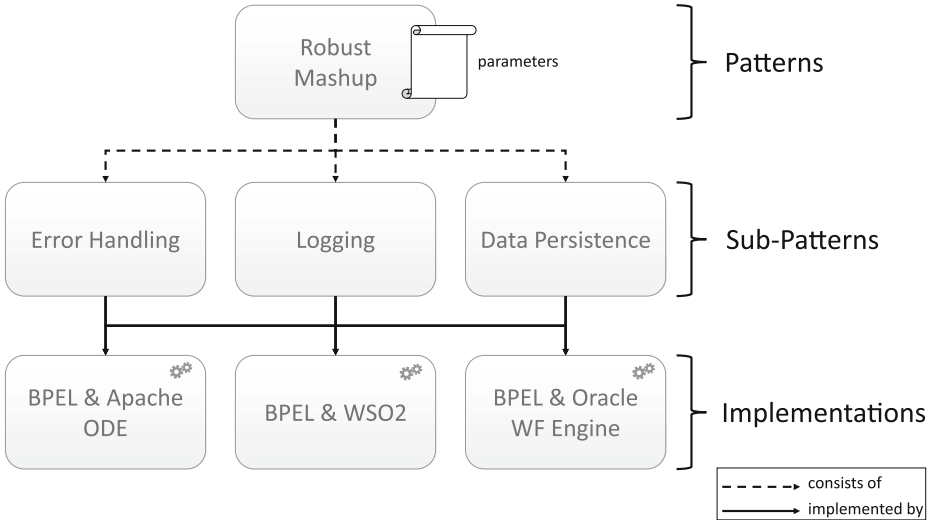 Robust
Mashup
parameters
Patterns
Error Handling
Logging
Data Persistence
Sub-Patterns
BPEL & Apache
ODE
BPEL & WSO2
BPEL & Oracle
WF Engine
Implementations
consists of
implemented by